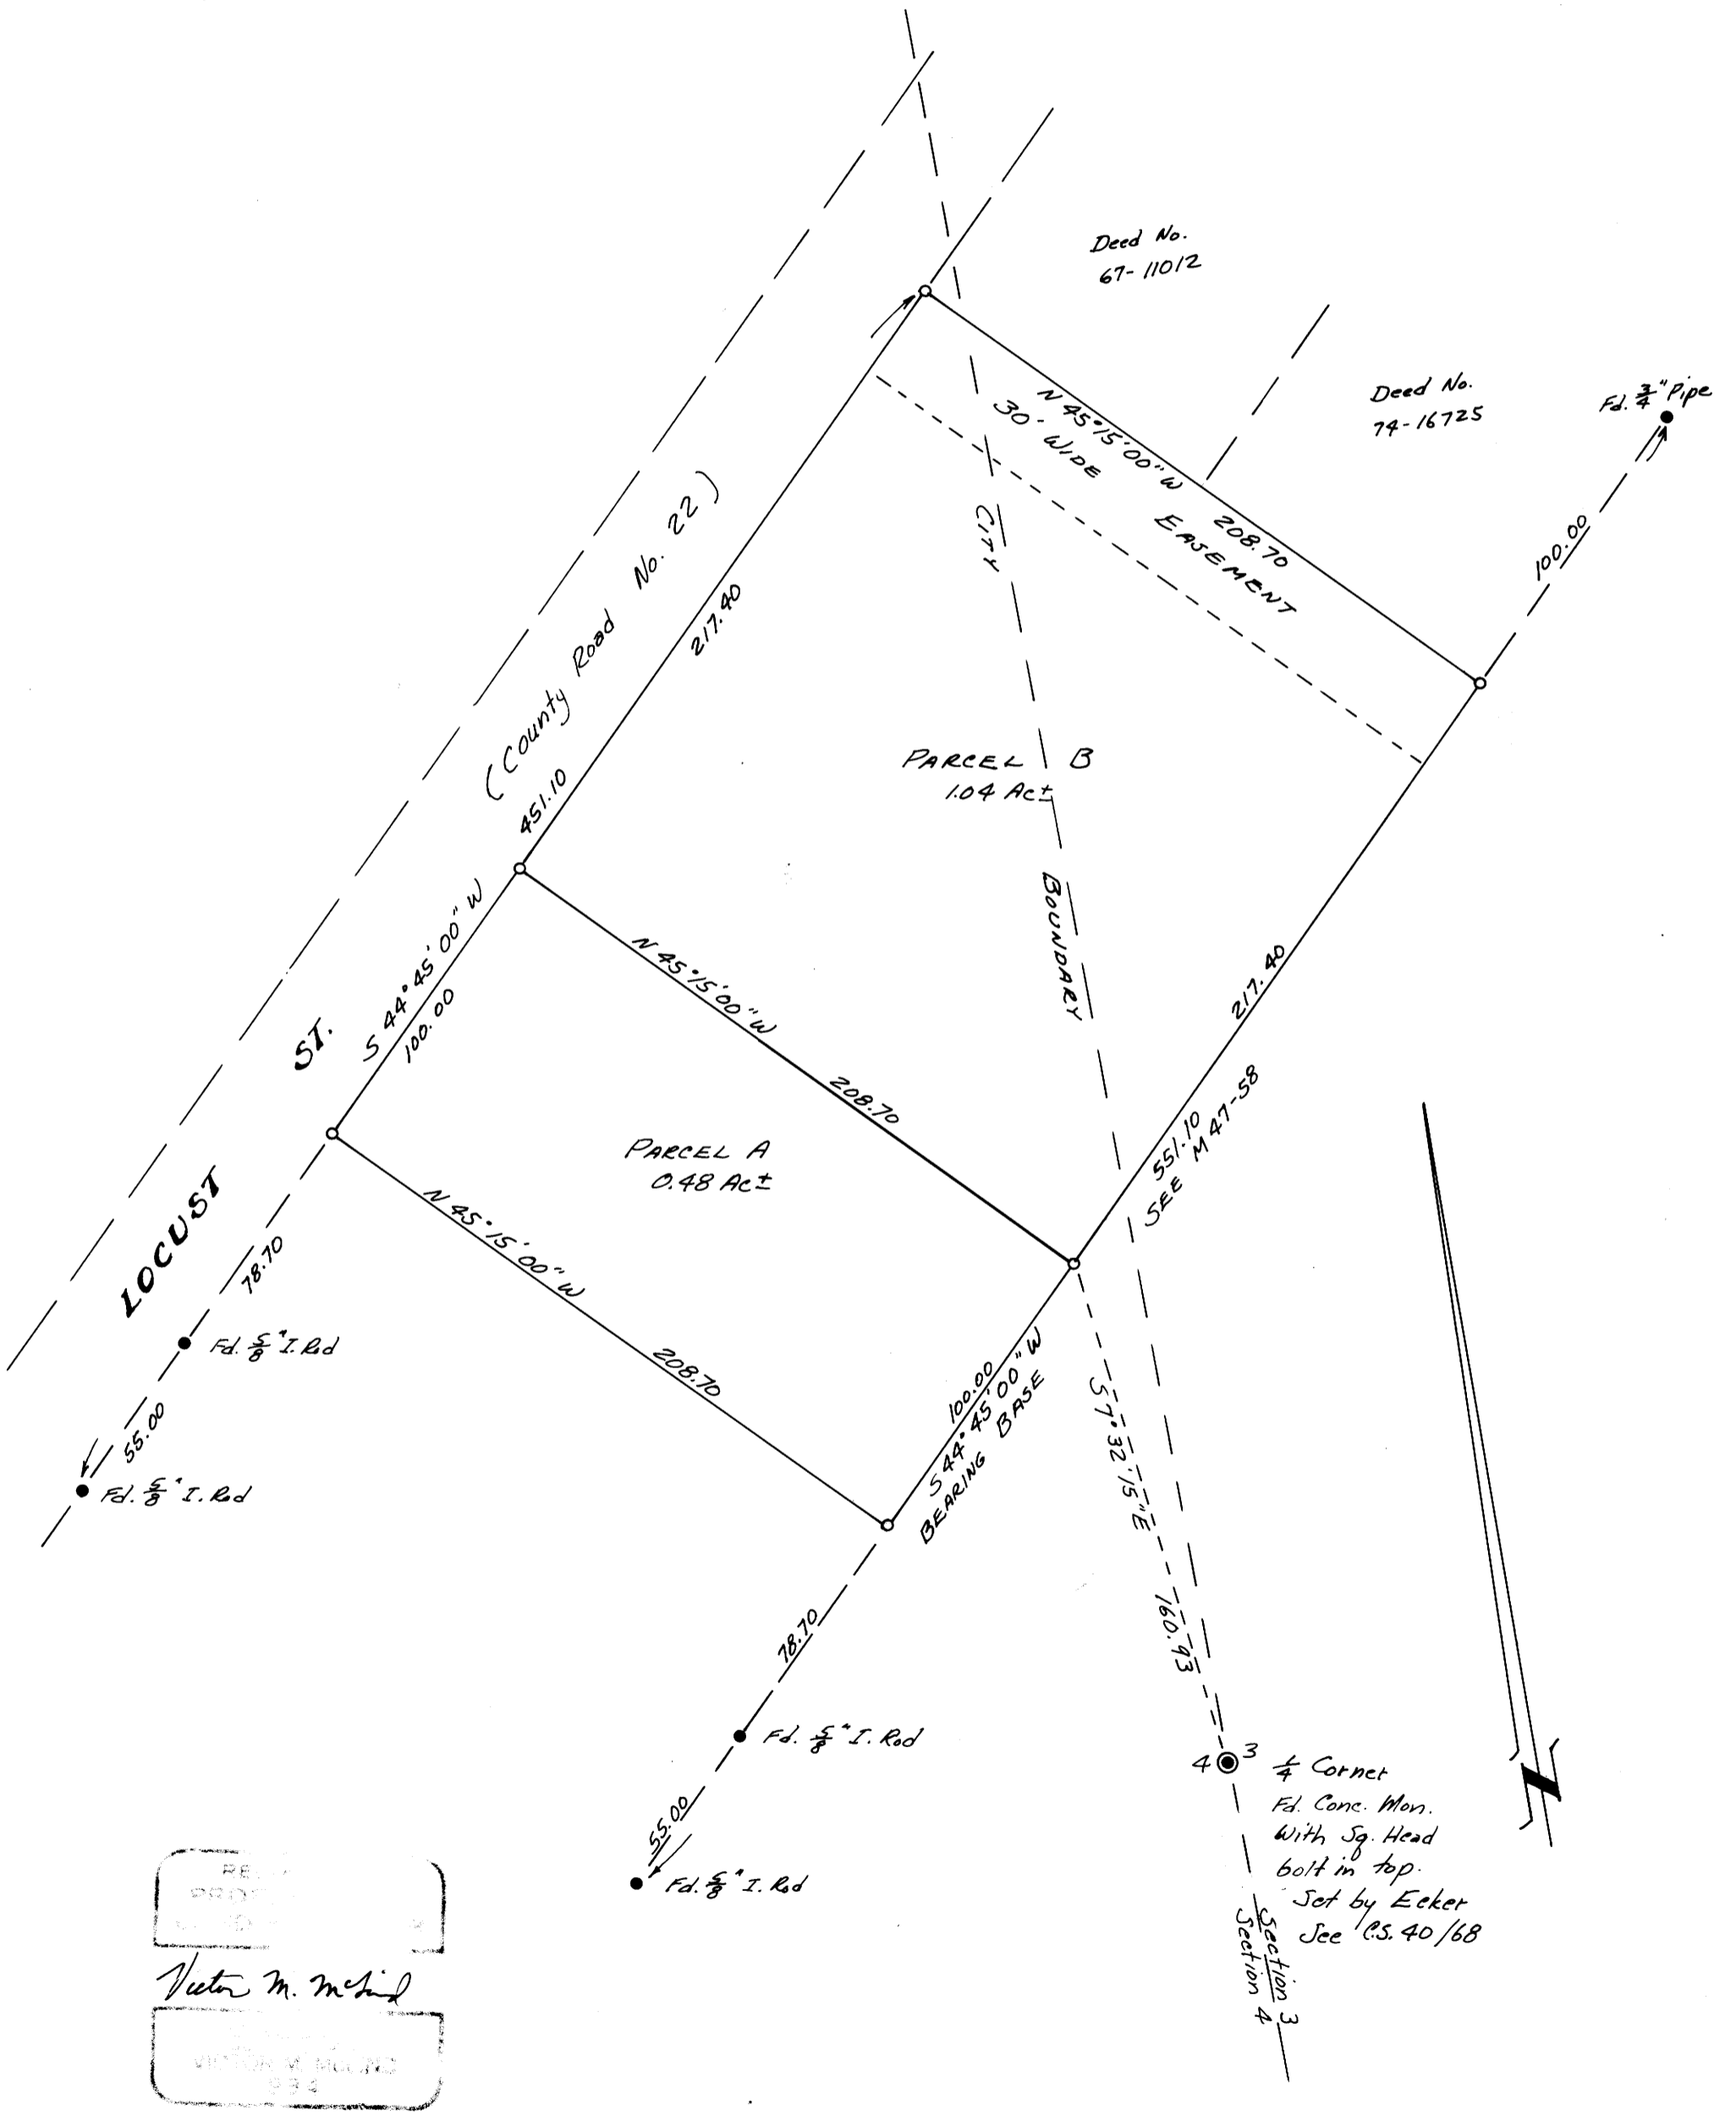 Deed No.
67-11012
Deed No.
74-16725
Fd. 3/4" Pipe
100.00
N 45°15'00" W 208.70
30' WIDE EASEMENT
CITY BOUNDARY
(County Road No. 22)
217.40
451.10
PARCEL B
1.04 Ac±
S 44°45'00" W
100.00
N 45°15'00" W 208.70
217.40
551.10
SEE M47-58
LOCUST ST.
PARCEL A
0.48 Ac±
N 45°15'00" W 208.70
78.70
Fd. 5/8" I. Rod
55.00
Fd. 5/8" I. Rod
100.00
S 44°45'00" W
BEARING BASE
S 7°32'15" E 160.93
78.70
Fd. 5/8" I. Rod
55.00
Fd. 5/8" I. Rod
4 3
1/4 Corner
Fd. Conc. Mon.
With Sq. Head
bolt in top.
Set by Ecker
See C.S. 40/68
Section 3
Section 4
N
Victor M.